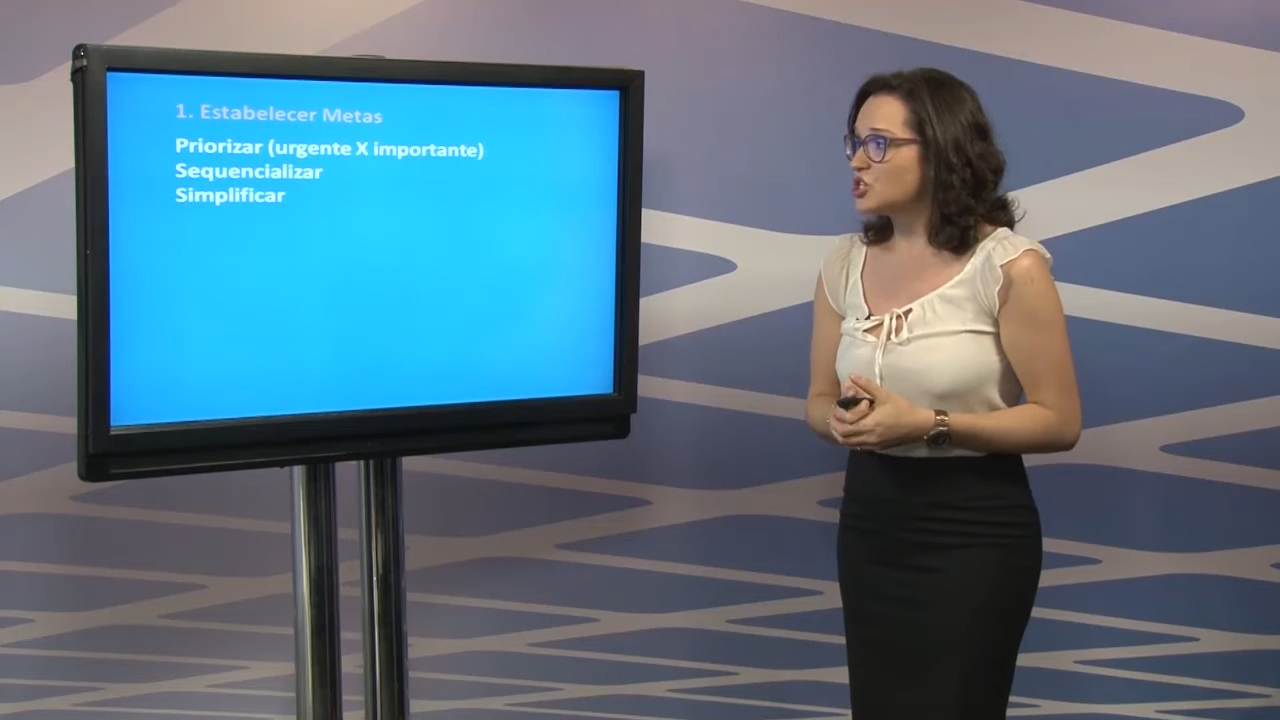 1. Estabelecer Metas
Priorizar (urgente X importante)
Sequencializar
Simplificar